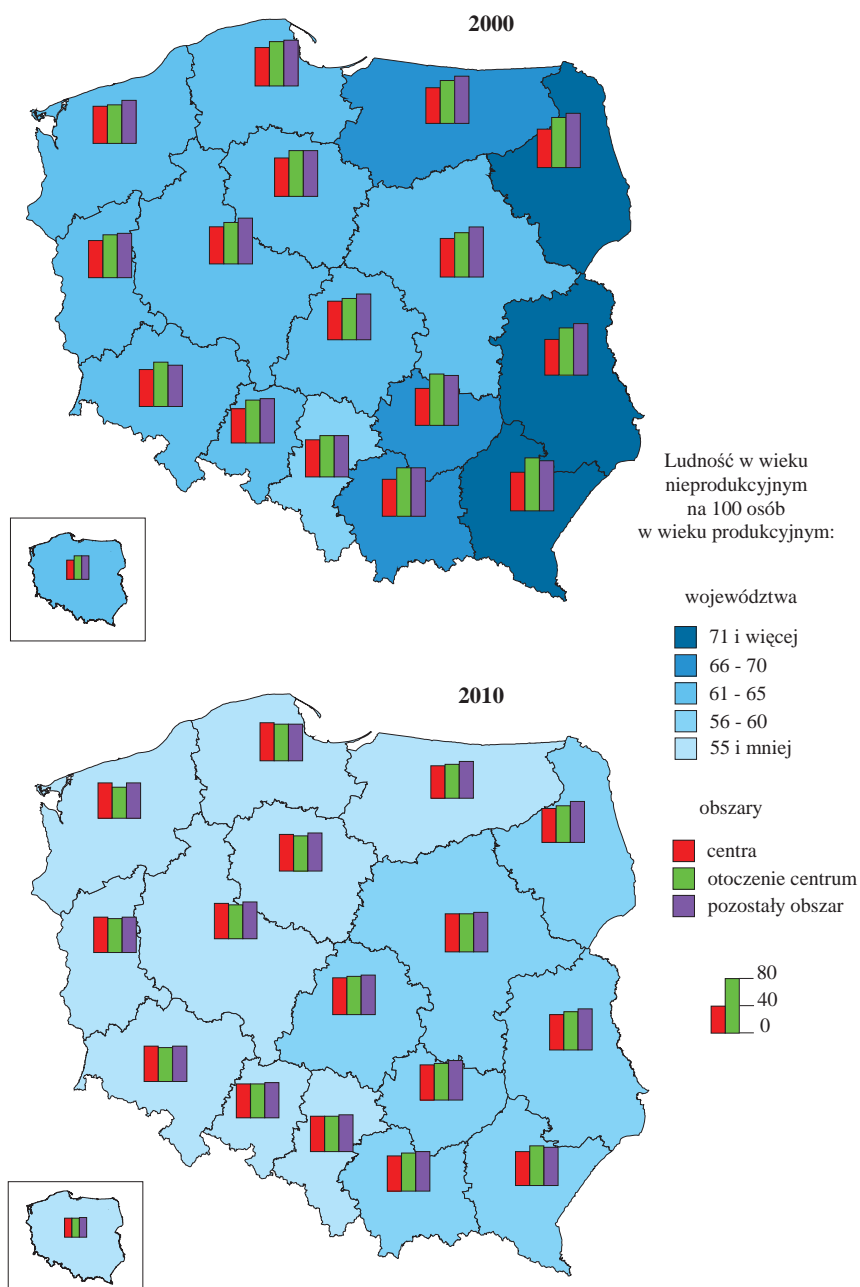 2000
Ludność w wieku
nieprodukcyjnym
na 100 osób
w wieku produkcyjnym:
województwa
71 i więcej
66 - 70
61 - 65
56 - 60
55 i mniej
2010
obszary
centra
otoczenie centrum
pozostały obszar
80
40
0